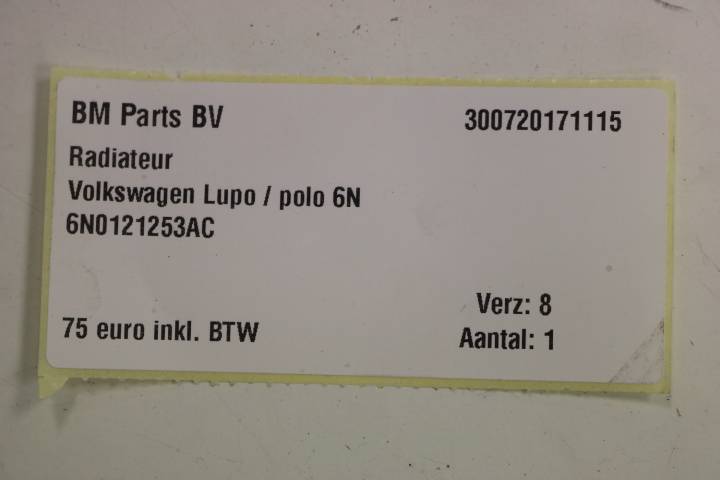 BM Parts BV 300720171115
Radiateur
Volkswagen Lupo / polo 6N
6N0121253AC
Verz: 8
75 euro inkl. BTW
Aantal: 1